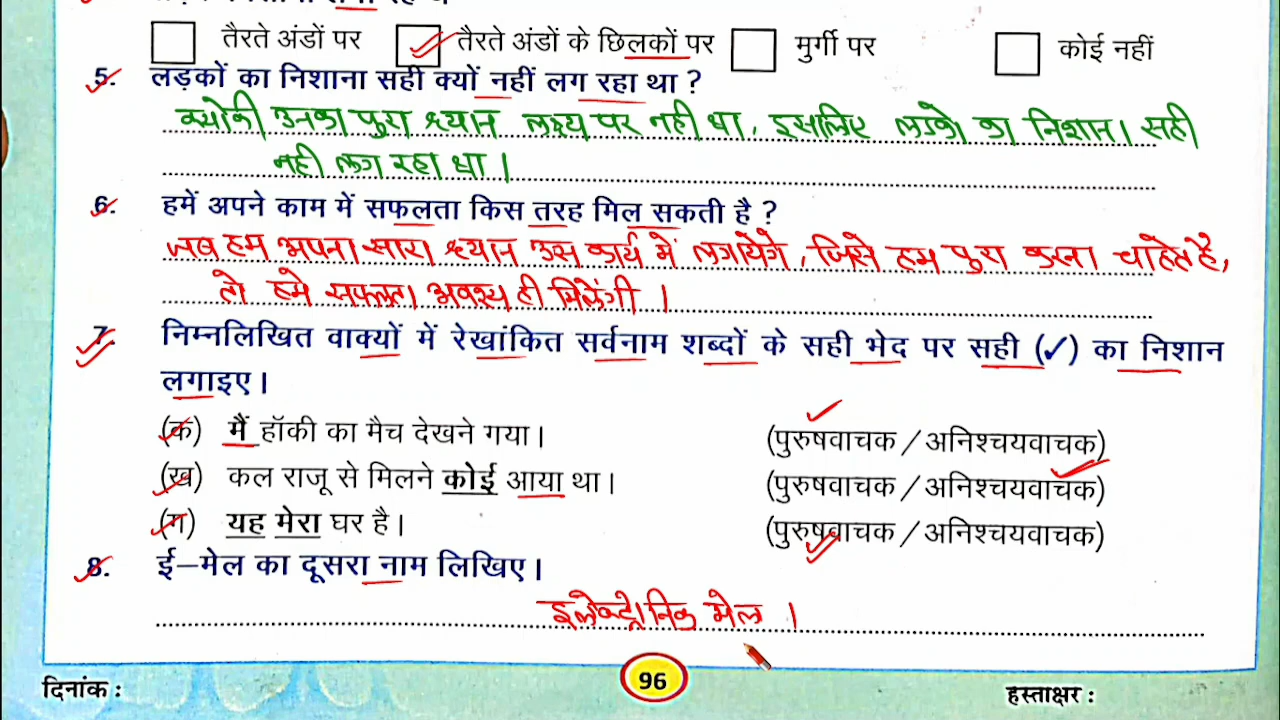 तैरते अंडों पर तैरते अंडों के छिलकों पर मुर्गी पर कोई नहीं
5. लड़कों का निशाना सही क्यों नहीं लग रहा था ?
क्योकी उनका पुरा ध्यान लक्ष्य पर नही था, इसलिए लडको का निशाना सही
नही लग रहा था।
6. हमें अपने काम में सफलता किस तरह मिल सकती है ?
जब हम अपना सारा ध्यान उस कार्य में लगायेंगे, जिसे हम पुरा करना चाहेते है,
तो हमे सफलता अवश्य ही मिलेंगी।
7. निम्नलिखित वाक्यों में रेखांकित सर्वनाम शब्दों के सही भेद पर सही (✓) का निशान
लगाइए।
(क) मैं हॉकी का मैच देखने गया। (पुरुषवाचक / अनिश्चयवाचक)
(ख) कल राजू से मिलने कोई आया था। (पुरुषवाचक / अनिश्चयवाचक)
(ग) यह मेरा घर है। (पुरुषवाचक / अनिश्चयवाचक)
8. ई-मेल का दूसरा नाम लिखिए।
इलेक्ट्रोनिक मेल।
96
दिनांक : हस्ताक्षर :